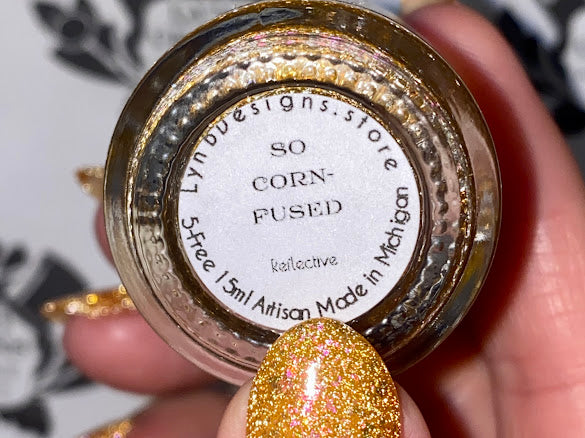 LynbDesigns.store
SO
CORN-
FUSED
Reflective
5-Free 15ml Artisan Made in Michigan